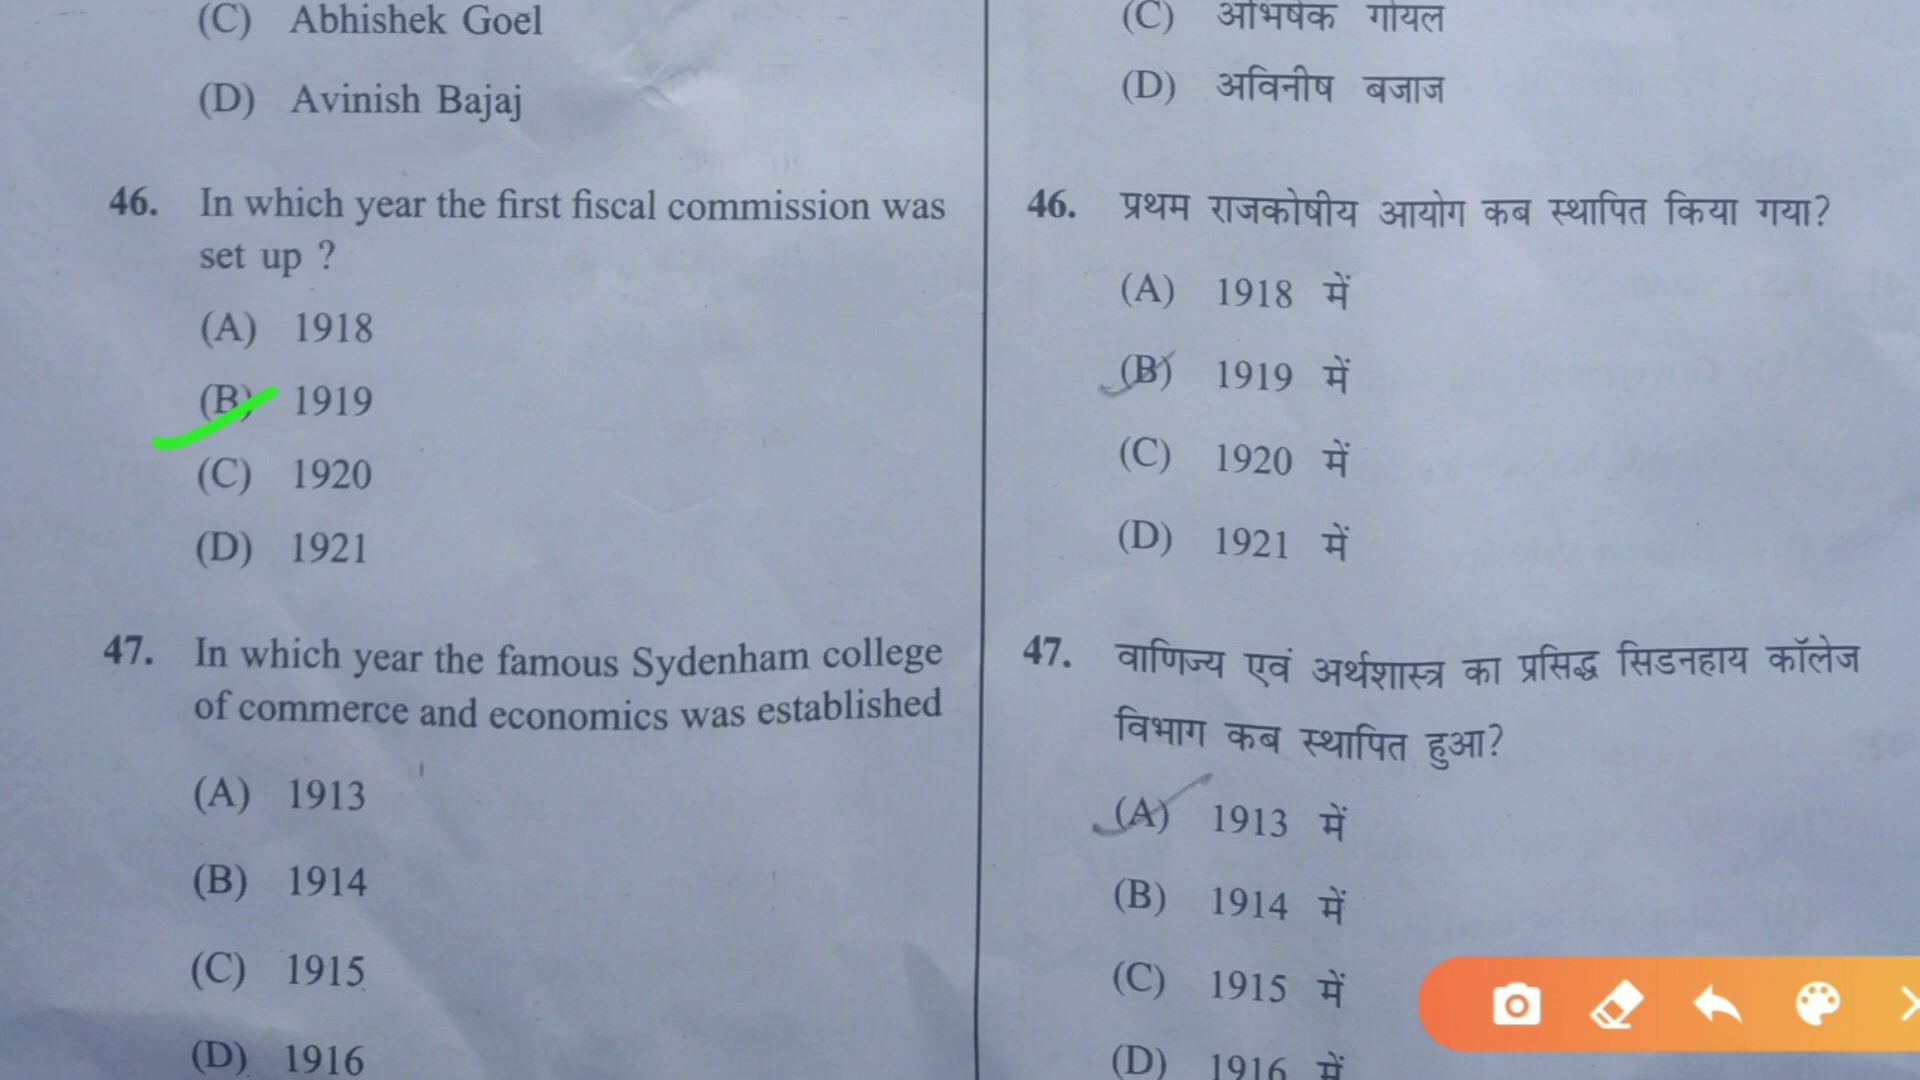 (C) Abhishek Goel
(D) Avinish Bajaj
46. In which year the first fiscal commission was
set up ?
(A) 1918
(B) 1919
(C) 1920
(D) 1921
47. In which year the famous Sydenham college
of commerce and economics was established
(A) 1913
(B) 1914
(C) 1915
(D) 1916
(C) अभिषेक गोयल
(D) अविनीष बजाज
46. प्रथम राजकोषीय आयोग कब स्थापित किया गया?
(A) 1918 में
(B) 1919 में
(C) 1920 में
(D) 1921 में
47. वाणिज्य एवं अर्थशास्त्र का प्रसिद्ध सिडनहाय कॉलेज
विभाग कब स्थापित हुआ?
(A) 1913 में
(B) 1914 में
(C) 1915 में
(D) 1916 में